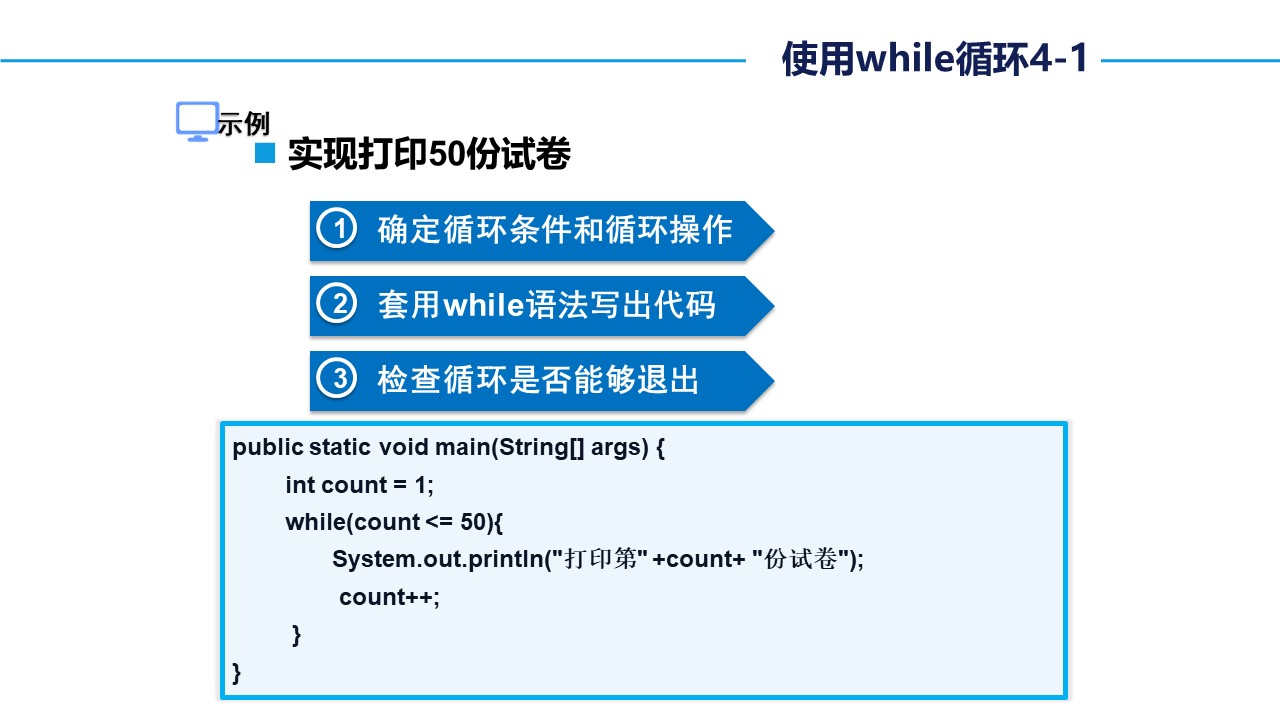 使用while循环4-1
示例
实现打印50份试卷
1 确定循环条件和循环操作
2 套用while语法写出代码
3 检查循环是否能够退出
public static void main(String[] args) {
int count = 1;
while(count <= 50){
System.out.println("打印第" +count+ "份试卷");
count++;
}
}